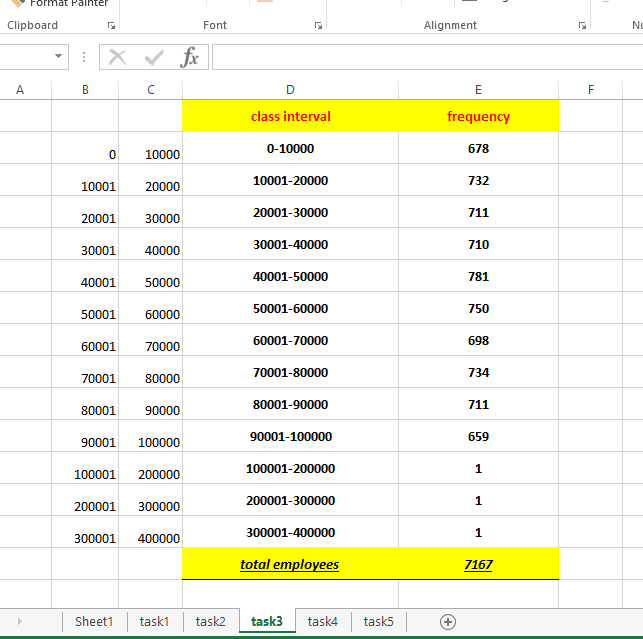 Format Painter
Clipboard Font Alignment
fx
A B C D E F
class interval frequency
0 10000 0-10000 678
10001 20000 10001-20000 732
20001 30000 20001-30000 711
30001 40000 30001-40000 710
40001 50000 40001-50000 781
50001 60000 50001-60000 750
60001 70000 60001-70000 698
70001 80000 70001-80000 734
80001 90000 80001-90000 711
90001 100000 90001-100000 659
100001 200000 100001-200000 1
200001 300000 200001-300000 1
300001 400000 300001-400000 1
total employees 7167
Sheet1 task1 task2 task3 task4 task5